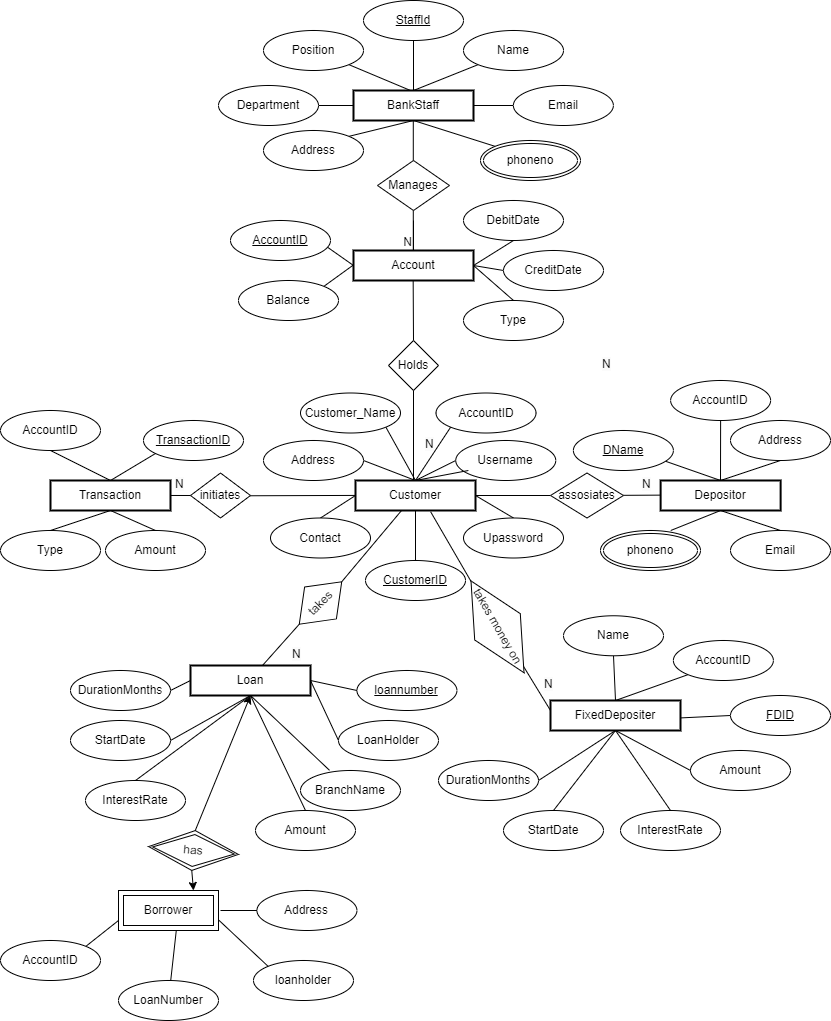 StaffId
Position
Name
Department
BankStaff
Email
Address
phoneno
Manages
DebitDate
AccountID
N
Account
CreditDate
Balance
Type
Holds
N
Customer_Name
AccountID
AccountID
AccountID
TransactionID
N
DName
Address
Address
Username
N
N
Transaction
initiates
Customer
assosiates
Depositor
Type
Amount
Contact
Upassword
phoneno
Email
CustomerID
takes
takes money on
Name
N
AccountID
Loan
DurationMonths
loannumber
N
FixedDepositer
FDID
StartDate
LoanHolder
Amount
DurationMonths
InterestRate
BranchName
Amount
StartDate
InterestRate
has
Borrower
Address
AccountID
loanholder
LoanNumber